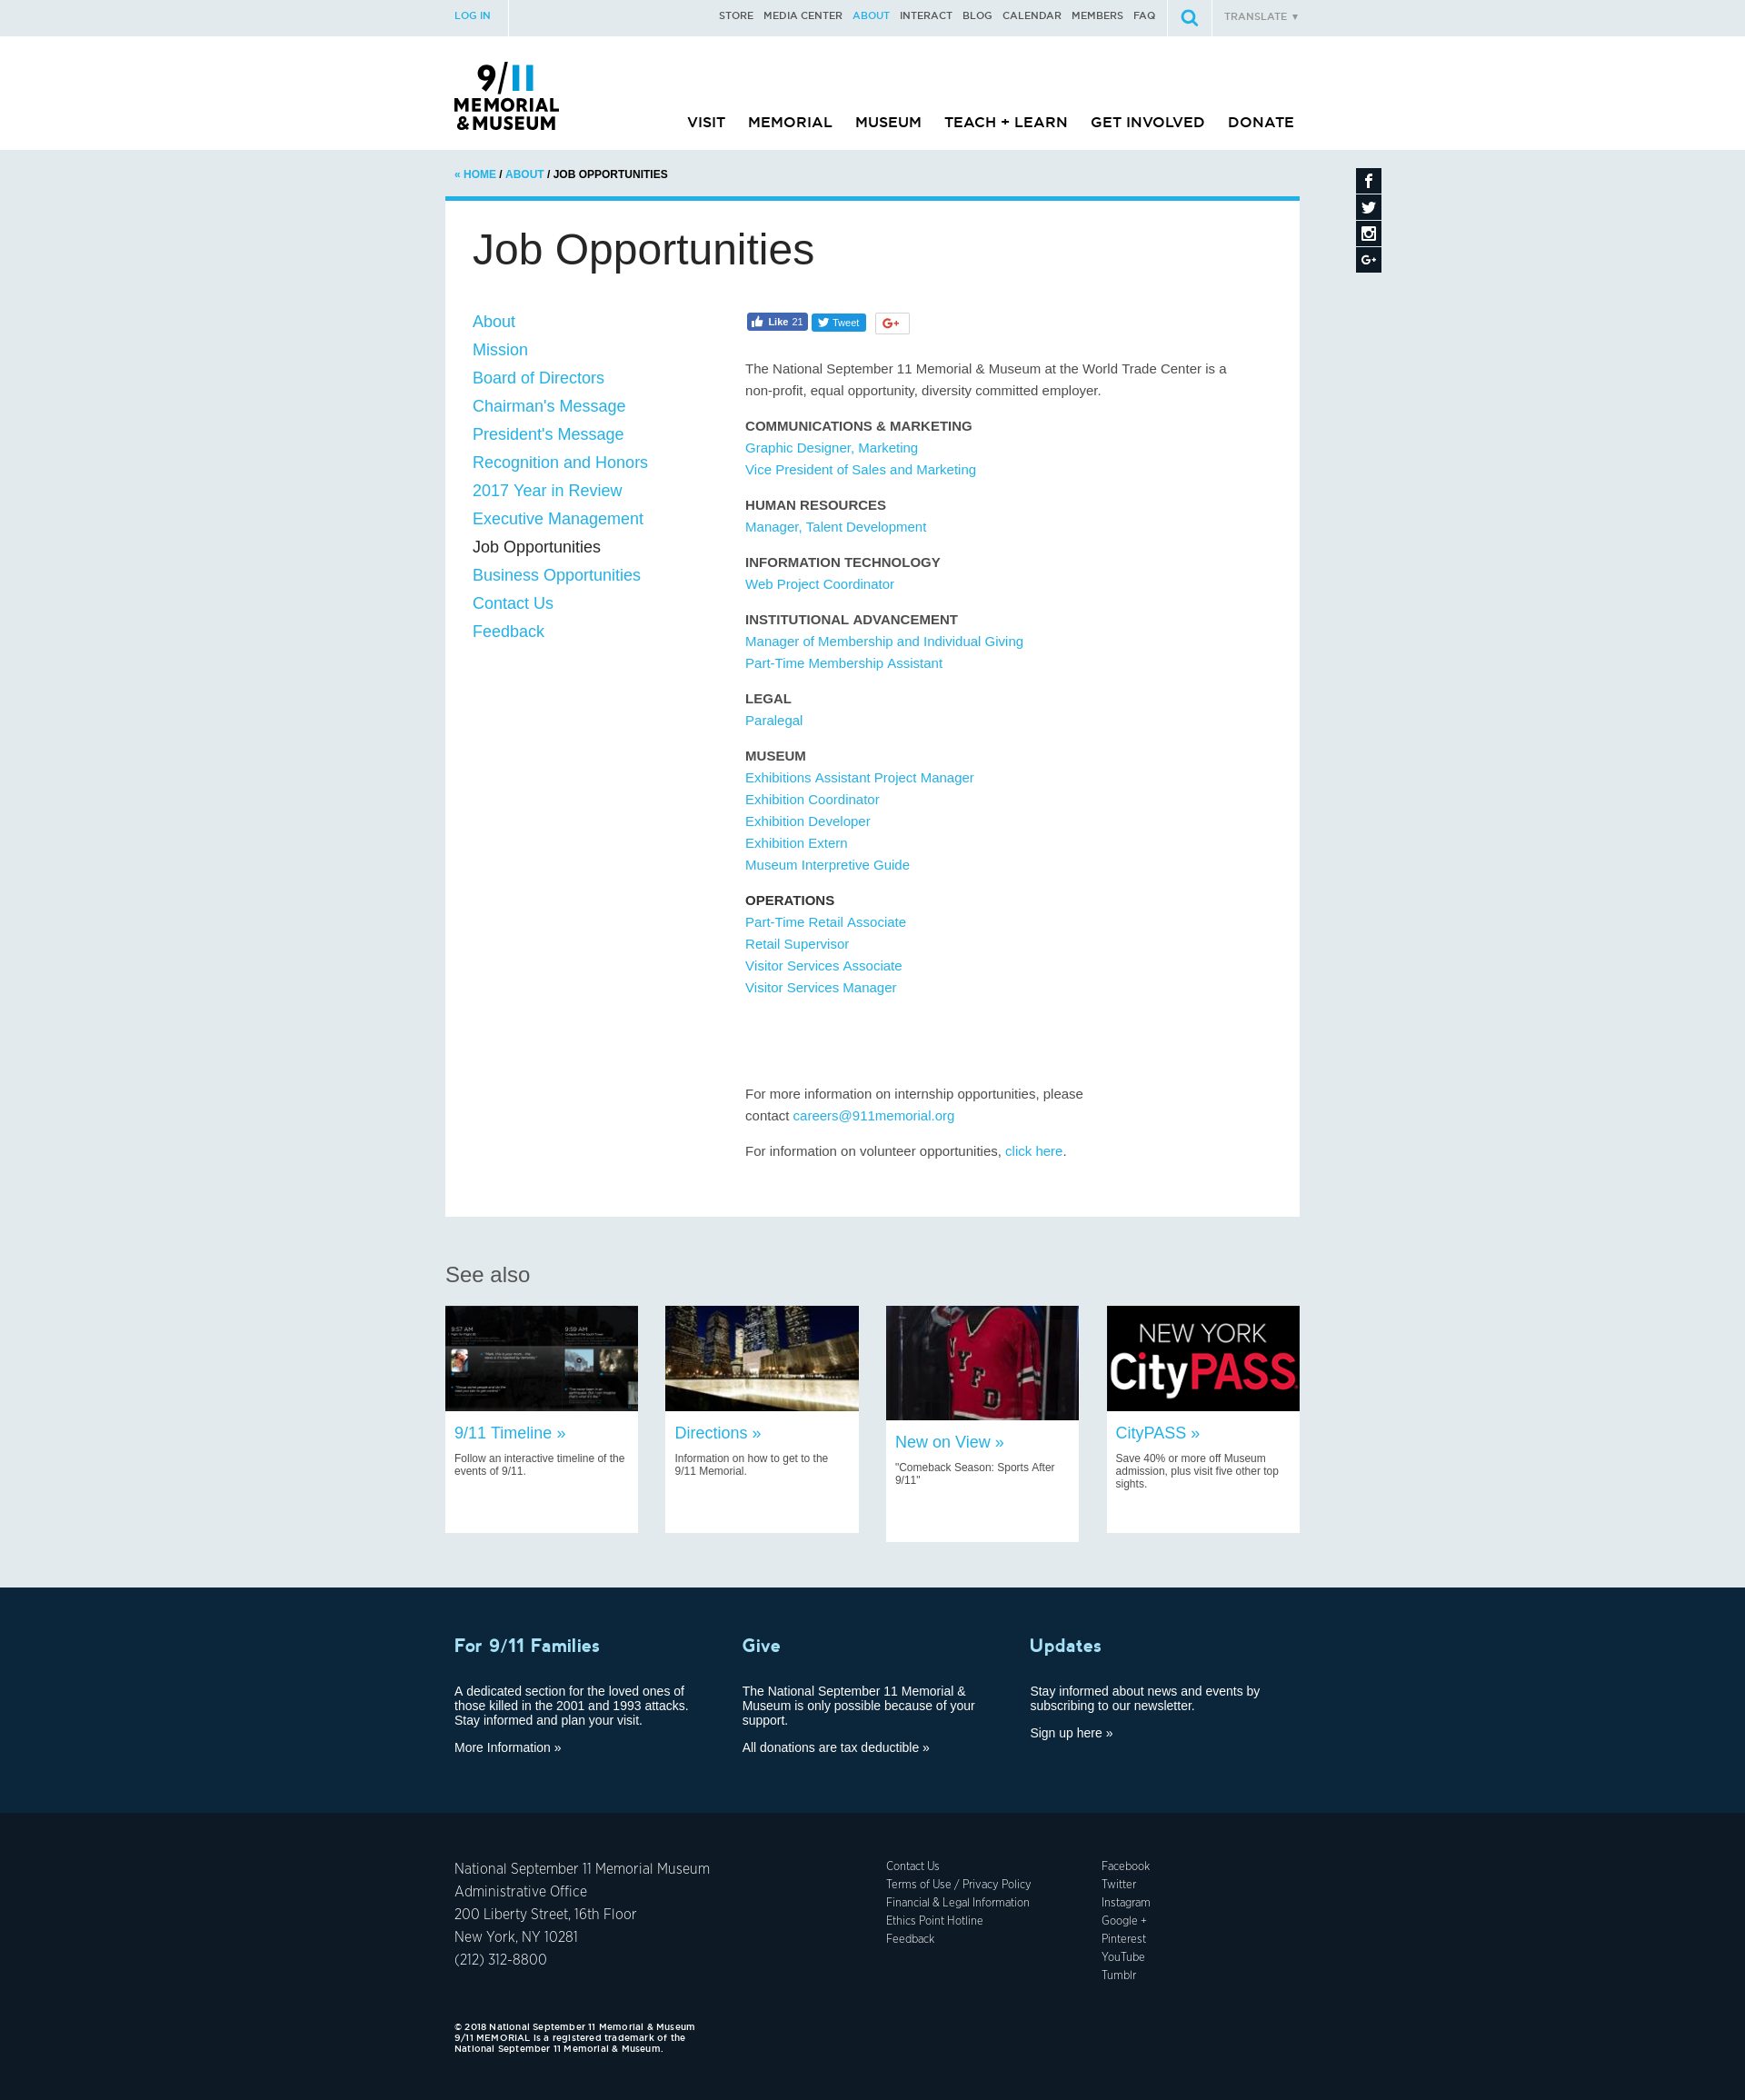 LOG IN
STORE MEDIA CENTER ABOUT INTERACT BLOG CALENDAR MEMBERS FAQ
TRANSLATE ▼
9/11
MEMORIAL
& MUSEUM
VISIT MEMORIAL MUSEUM TEACH + LEARN GET INVOLVED DONATE
« HOME / ABOUT / JOB OPPORTUNITIES
Job Opportunities
About
Mission
Board of Directors
Chairman's Message
President's Message
Recognition and Honors
2017 Year in Review
Executive Management
Job Opportunities
Business Opportunities
Contact Us
Feedback
Like 21
Tweet
G+
The National September 11 Memorial & Museum at the World Trade Center is a
non-profit, equal opportunity, diversity committed employer.
COMMUNICATIONS & MARKETING
Graphic Designer, Marketing
Vice President of Sales and Marketing
HUMAN RESOURCES
Manager, Talent Development
INFORMATION TECHNOLOGY
Web Project Coordinator
INSTITUTIONAL ADVANCEMENT
Manager of Membership and Individual Giving
Part-Time Membership Assistant
LEGAL
Paralegal
MUSEUM
Exhibitions Assistant Project Manager
Exhibition Coordinator
Exhibition Developer
Exhibition Extern
Museum Interpretive Guide
OPERATIONS
Part-Time Retail Associate
Retail Supervisor
Visitor Services Associate
Visitor Services Manager
For more information on internship opportunities, please
contact careers@911memorial.org
For information on volunteer opportunities, click here.
See also
9:57 AM
9:59 AM
NYFD
NEW YORK
CityPASS
9/11 Timeline »
Follow an interactive timeline of the
events of 9/11.
Directions »
Information on how to get to the
9/11 Memorial.
New on View »
"Comeback Season: Sports After
9/11"
CityPASS »
Save 40% or more off Museum
admission, plus visit five other top
sights.
For 9/11 Families
A dedicated section for the loved ones of
those killed in the 2001 and 1993 attacks.
Stay informed and plan your visit.
More Information »
Give
The National September 11 Memorial &
Museum is only possible because of your
support.
All donations are tax deductible »
Updates
Stay informed about news and events by
subscribing to our newsletter.
Sign up here »
National September 11 Memorial Museum
Administrative Office
200 Liberty Street, 16th Floor
New York, NY 10281
(212) 312-8800
Contact Us
Terms of Use / Privacy Policy
Financial & Legal Information
Ethics Point Hotline
Feedback
Facebook
Twitter
Instagram
Google +
Pinterest
YouTube
Tumblr
© 2018 National September 11 Memorial & Museum
9/11 MEMORIAL is a registered trademark of the
National September 11 Memorial & Museum.